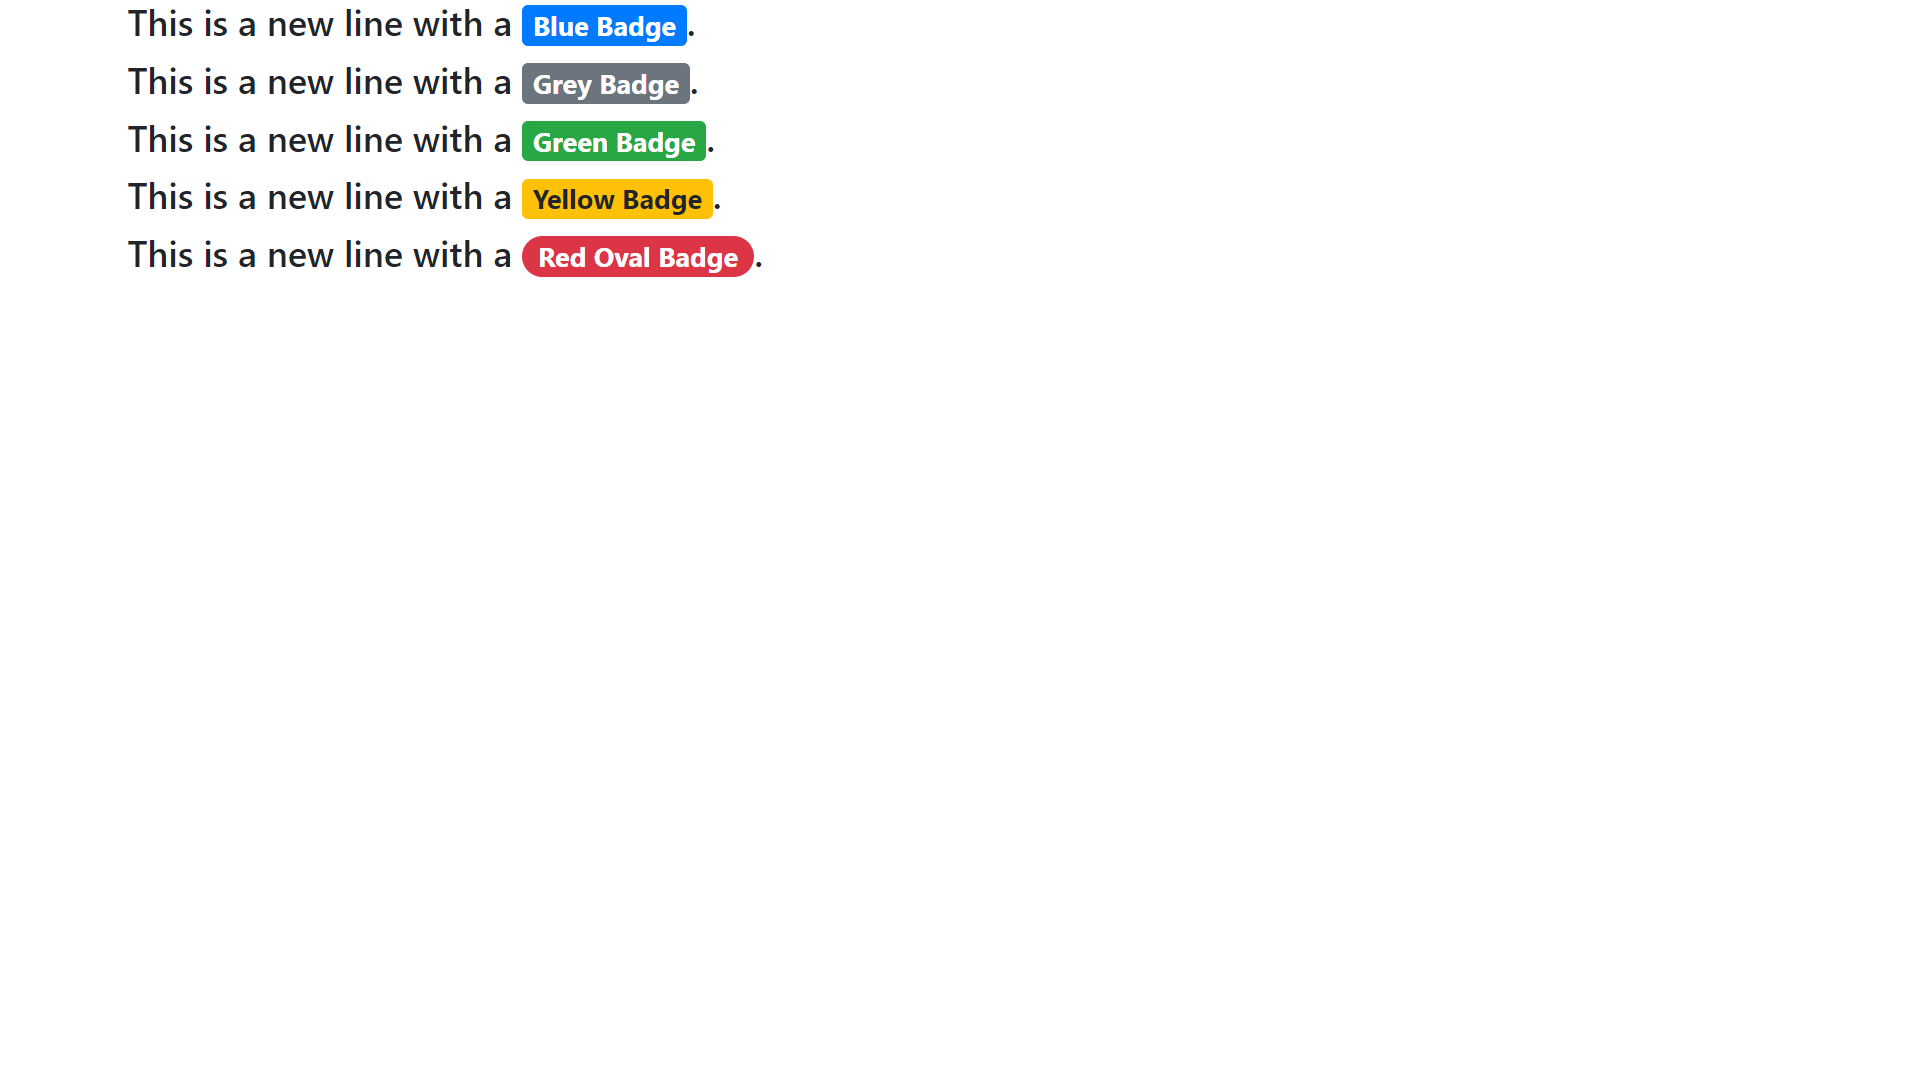 This is a new line with a Blue Badge.
This is a new line with a Grey Badge.
This is a new line with a Green Badge.
This is a new line with a Yellow Badge.
This is a new line with a Red Oval Badge.